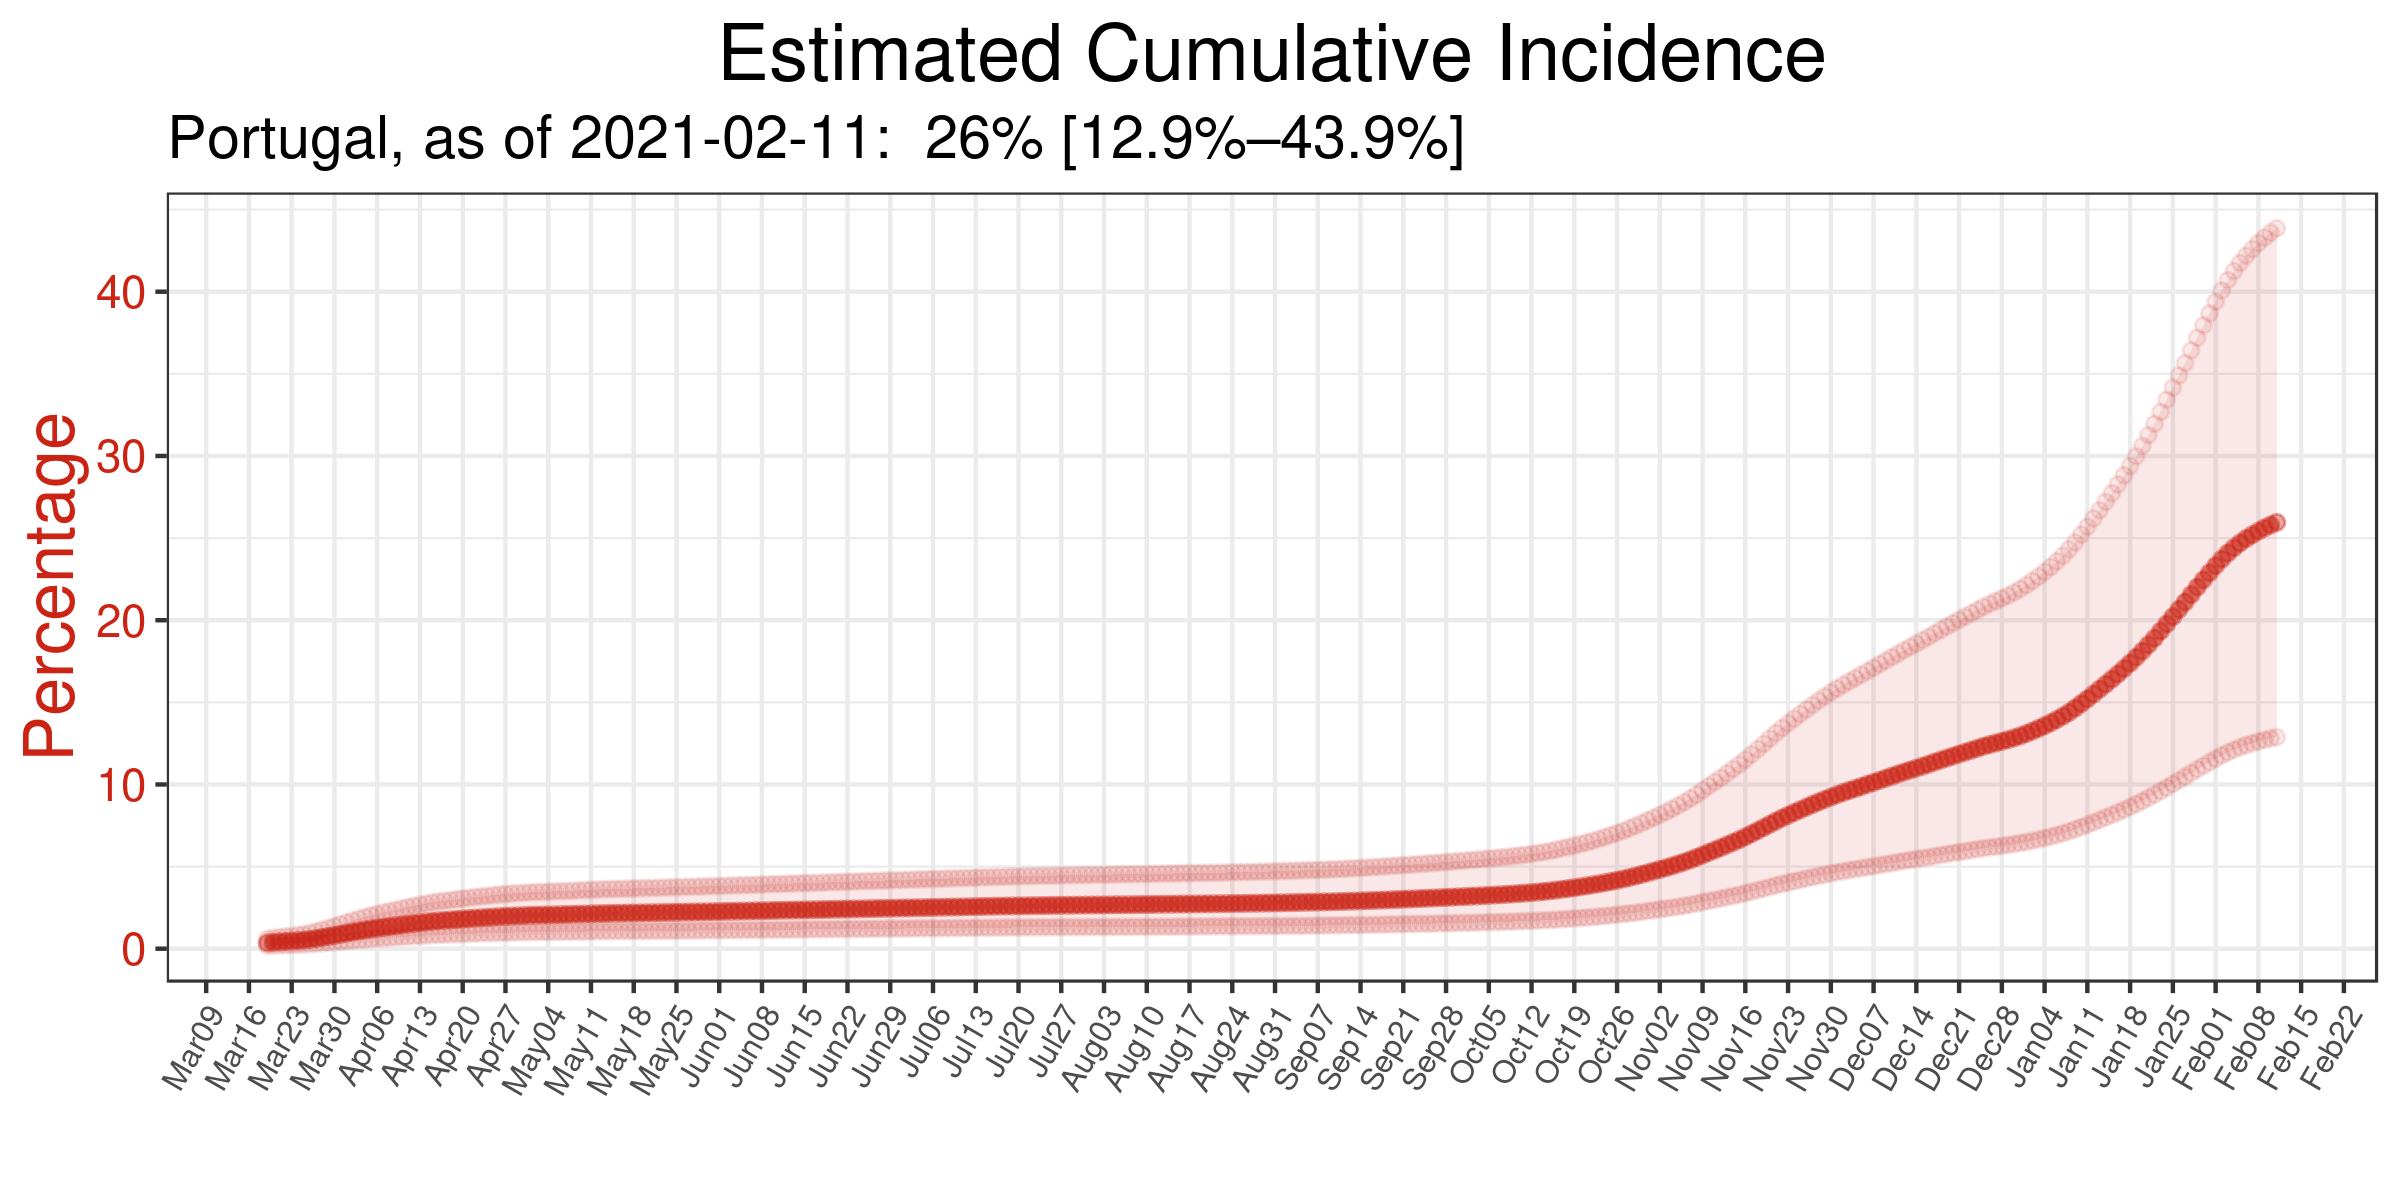 Estimated Cumulative Incidence
Portugal, as of 2021-02-11:  26% [12.9%–43.9%]
Percentage
40
30
20
10
0
Mar09 Mar16 Mar23 Mar30 Apr06 Apr13 Apr20 Apr27 May04 May11 May18 May25 Jun01 Jun08 Jun15 Jun22 Jun29 Jul06 Jul13 Jul20 Jul27 Aug03 Aug10 Aug17 Aug24 Aug31 Sep07 Sep14 Sep21 Sep28 Oct05 Oct12 Oct19 Oct26 Nov02 Nov09 Nov16 Nov23 Nov30 Dec07 Dec14 Dec21 Dec28 Jan04 Jan11 Jan18 Jan25 Feb01 Feb08 Feb15 Feb22